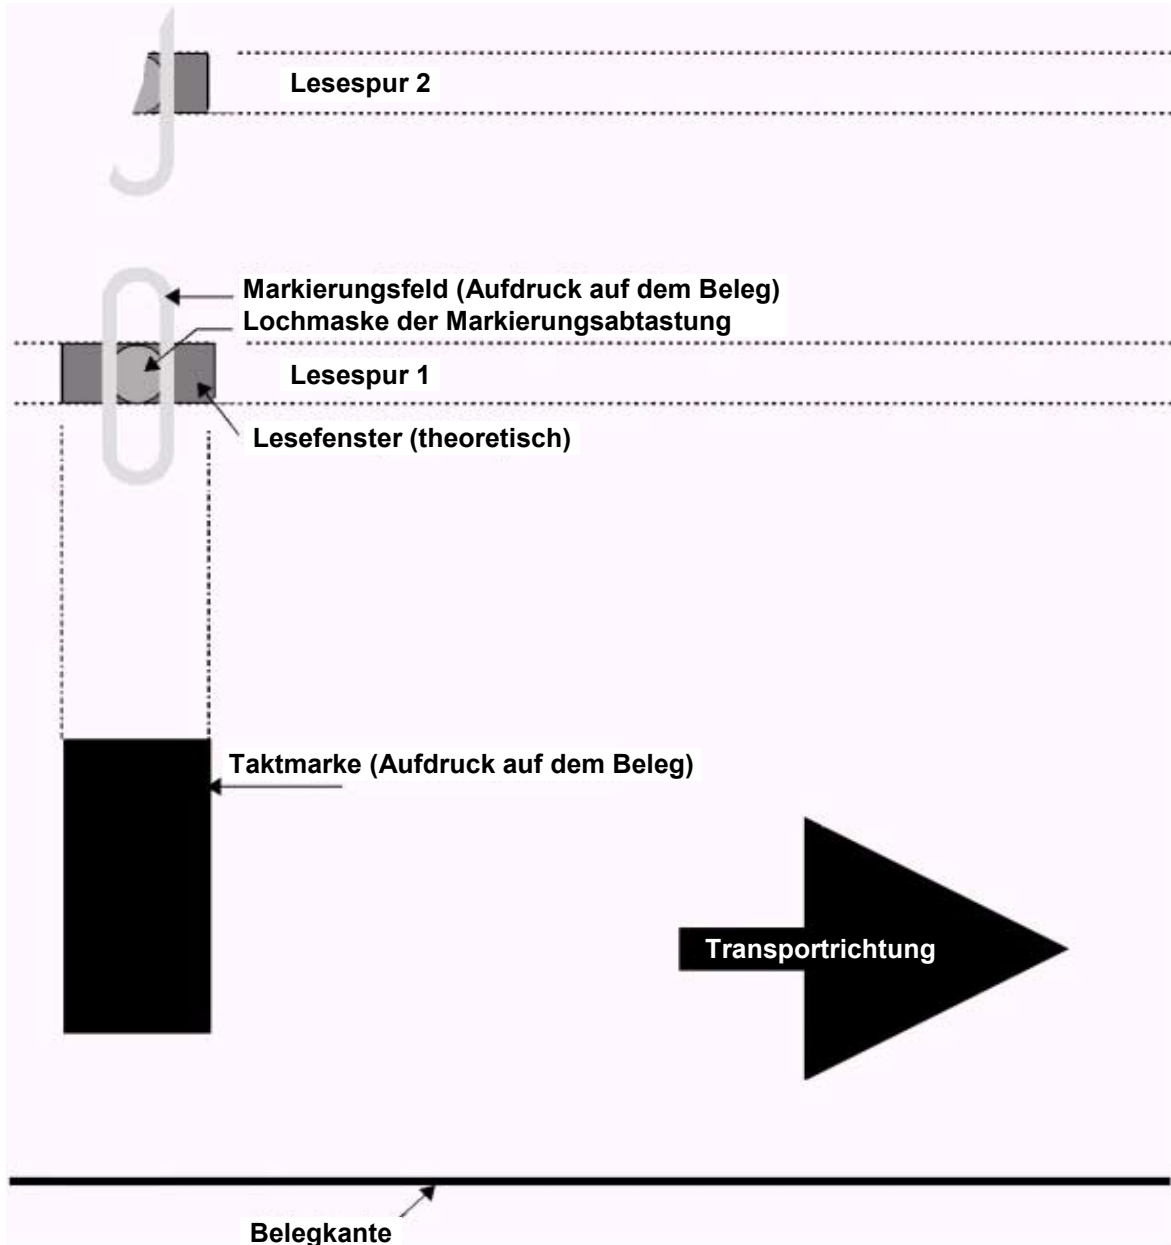 Lesespur 2
Markierungsfeld (Aufdruck auf dem Beleg)
Lochmaske der Markierungsabtastung
Lesespur 1
Lesefenster (theoretisch)
Taktmarke (Aufdruck auf dem Beleg)
Transportrichtung
Belegkante